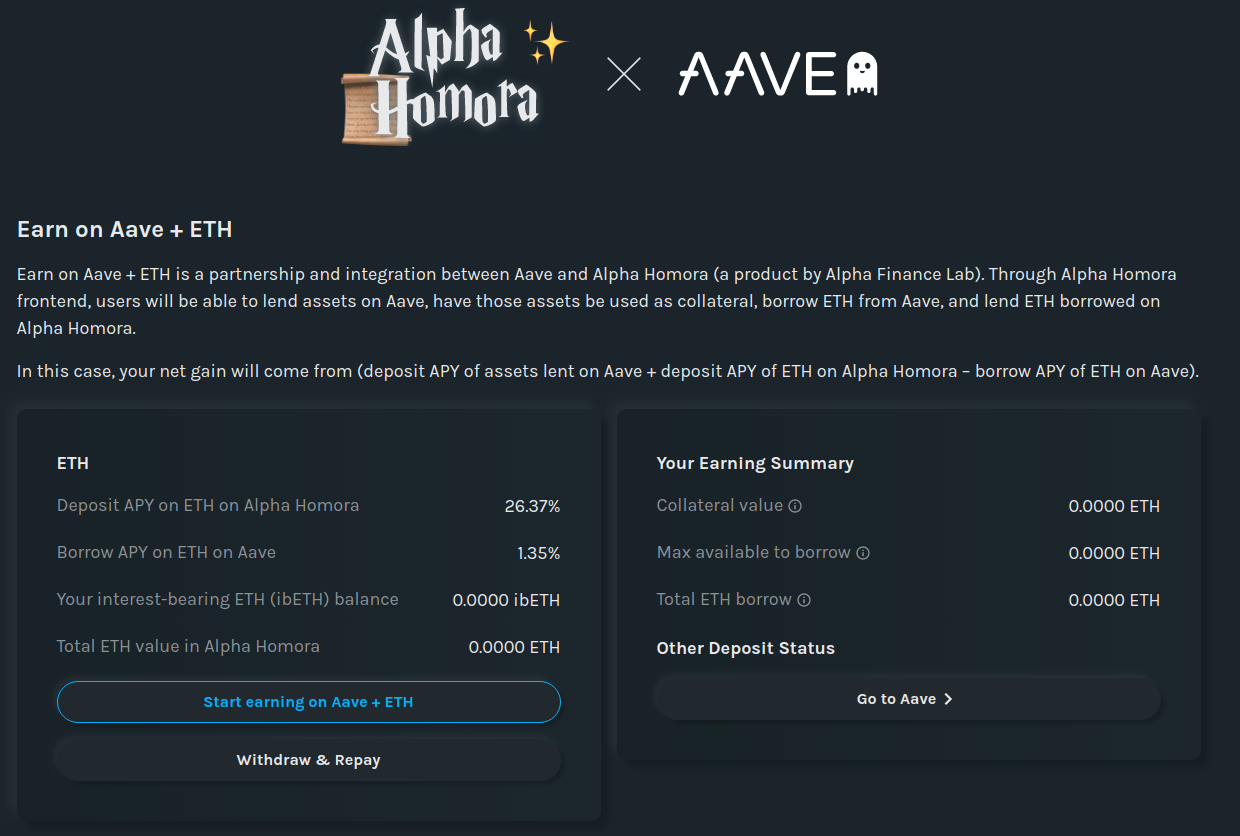 Alpha
Homora
AAVE
Earn on Aave + ETH
Earn on Aave + ETH is a partnership and integration between Aave and Alpha Homora (a product by Alpha Finance Lab). Through Alpha Homora
frontend, users will be able to lend assets on Aave, have those assets be used as collateral, borrow ETH from Aave, and lend ETH borrowed on
Alpha Homora.
In this case, your net gain will come from (deposit APY of assets lent on Aave + deposit APY of ETH on Alpha Homora – borrow APY of ETH on Aave).
ETH
Deposit APY on ETH on Alpha Homora 26.37%
Borrow APY on ETH on Aave 1.35%
Your interest-bearing ETH (ibETH) balance 0.0000 ibETH
Total ETH value in Alpha Homora 0.0000 ETH
Start earning on Aave + ETH
Withdraw & Repay
Your Earning Summary
Collateral value 0.0000 ETH
Max available to borrow 0.0000 ETH
Total ETH borrow 0.0000 ETH
Other Deposit Status
Go to Aave